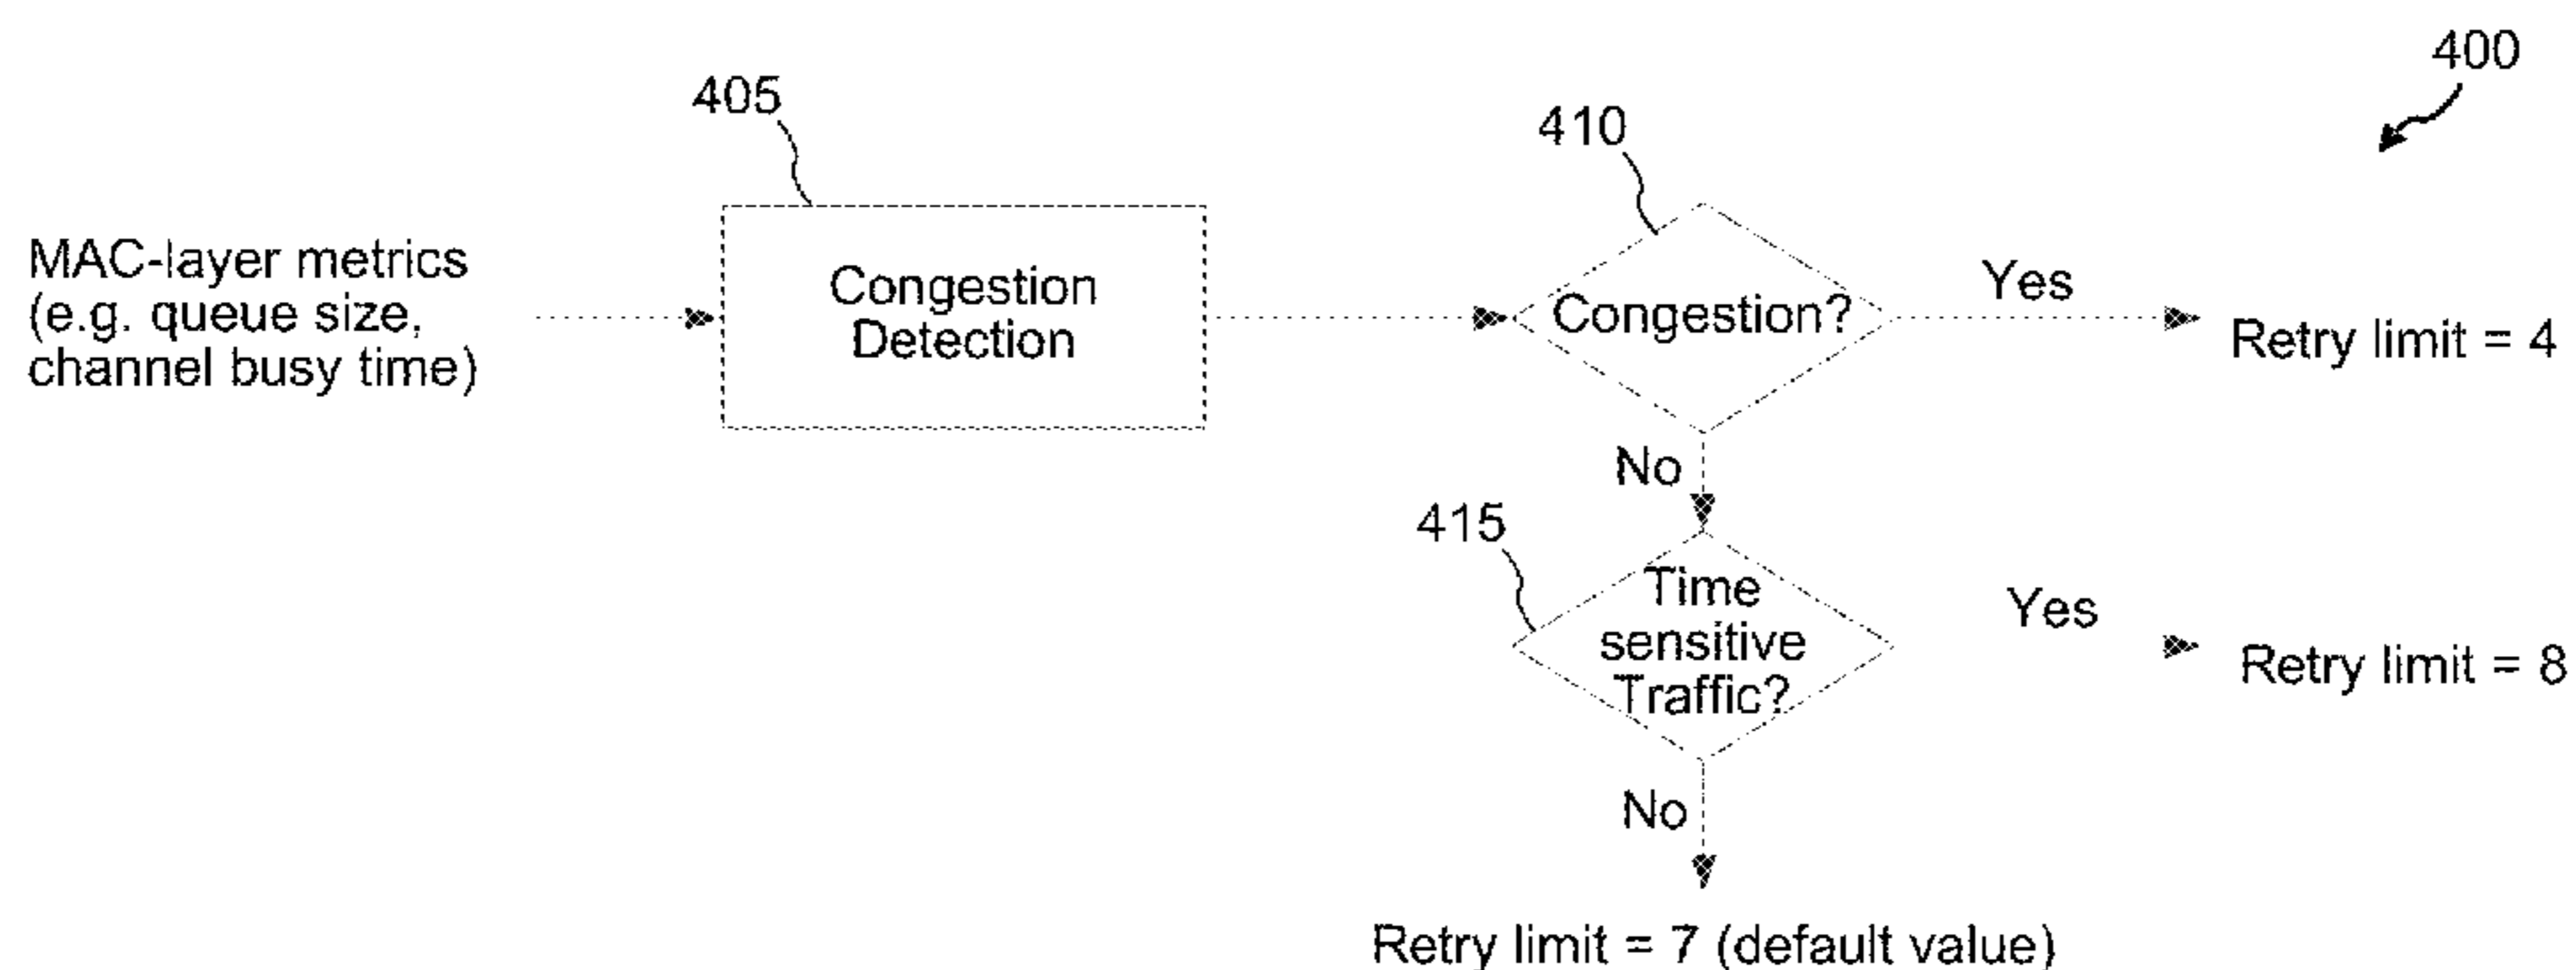 400
405
410
MAC-layer metrics
(e.g. queue size,
channel busy time)
Congestion
Detection
Congestion?
Yes
Retry limit = 4
No
415
Time
sensitive
Traffic?
Yes
Retry limit = 8
No
Retry limit = 7 (default value)